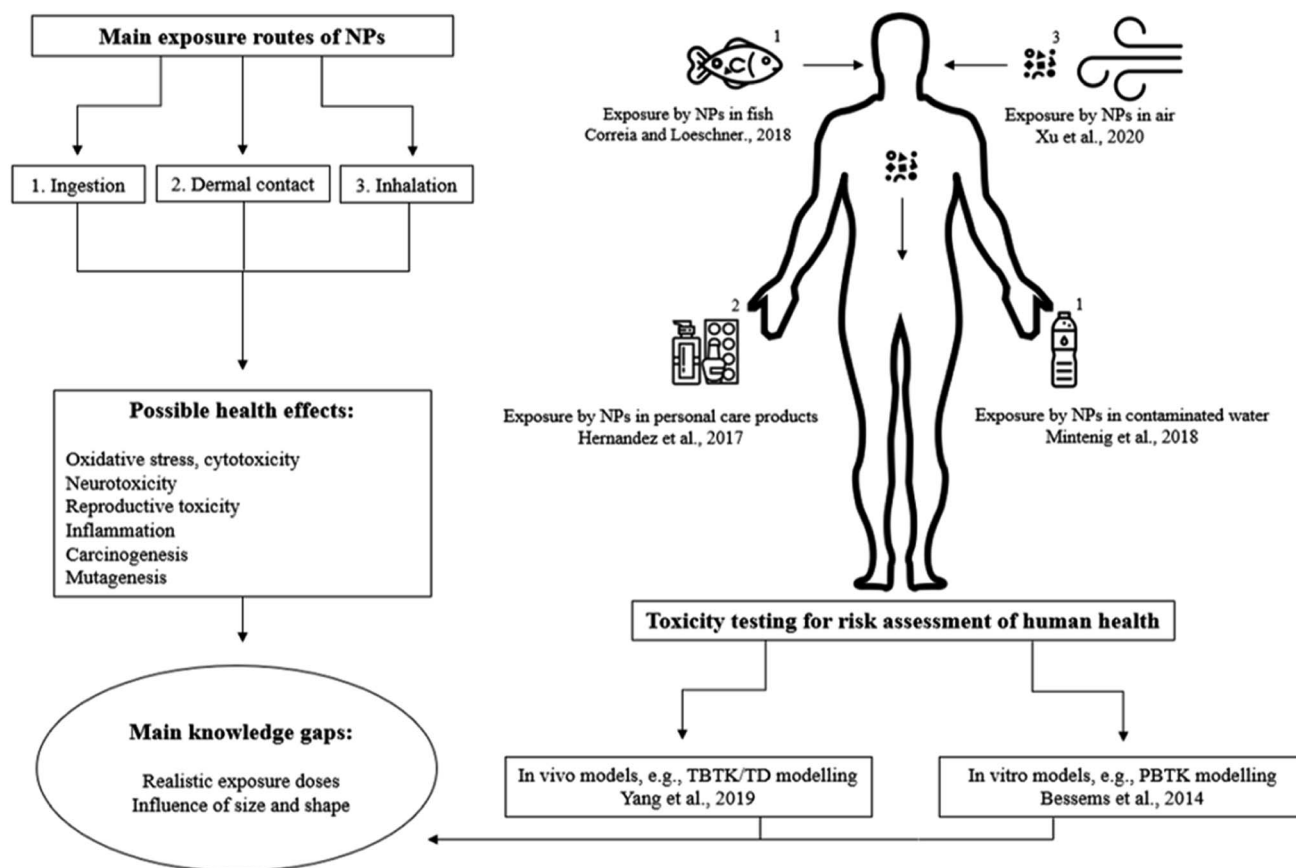 Main exposure routes of NPs
1. Ingestion
2. Dermal contact
3. Inhalation
Possible health effects:
Oxidative stress, cytotoxicity
Neurotoxicity
Reproductive toxicity
Inflammation
Carcinogenesis
Mutagenesis
Main knowledge gaps:
Realistic exposure doses
Influence of size and shape
1
Exposure by NPs in fish
Correia and Loeschner., 2018
3
Exposure by NPs in air
Xu et al., 2020
2
Exposure by NPs in personal care products
Hernandez et al., 2017
1
Exposure by NPs in contaminated water
Mintenig et al., 2018
Toxicity testing for risk assessment of human health
In vivo models, e.g., TBTK/TD modelling
Yang et al., 2019
In vitro models, e.g., PBTK modelling
Bessems et al., 2014